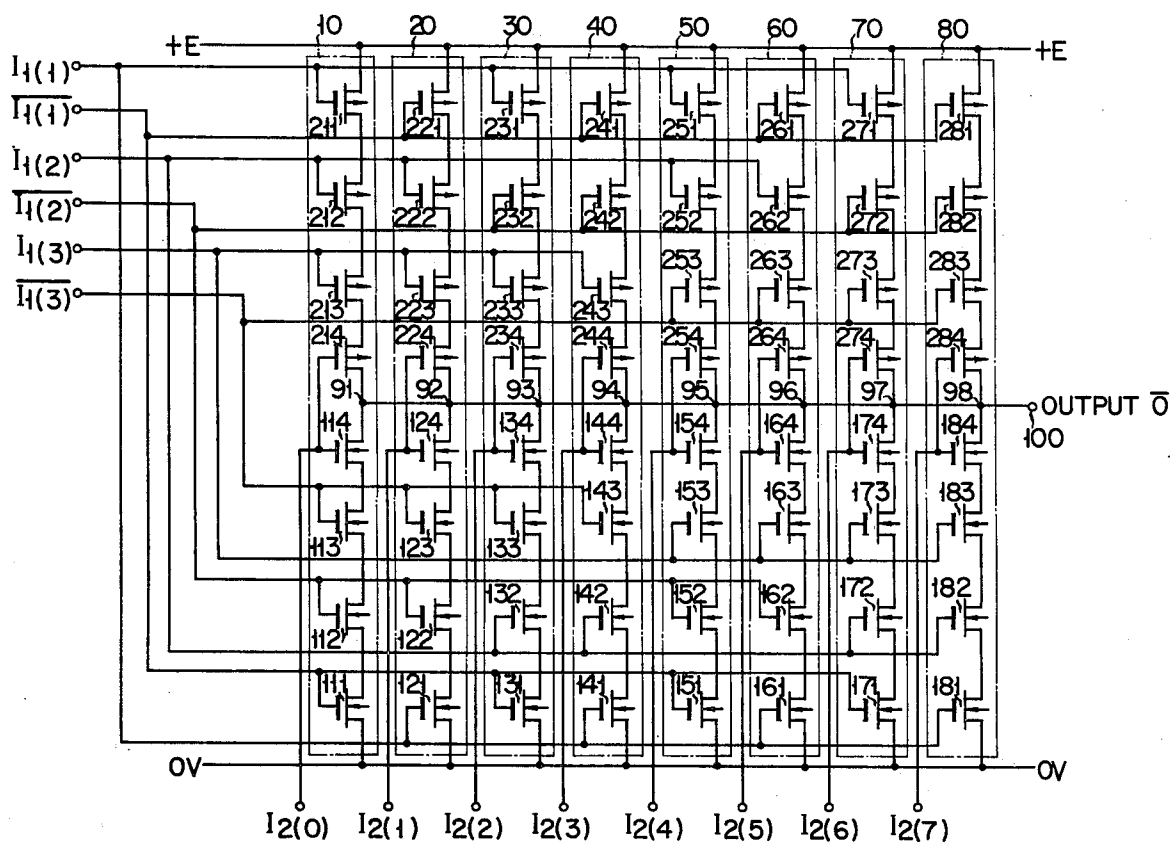 10 20 30 40 50 60 70 80
+E +E
I1(1)
I1(1)
I1(2)
I1(2)
I1(3)
I1(3)
211 221 231 241 251 261 271 281
212 222 232 242 252 262 272 282
253 263 273 283
213 223 233 243
214 224 234 244 254 264 274 284
91 92 93 94 95 96 97 98
OUTPUT O
100
114 124 134 144 154 164 174 184
143 153 163 173 183
113 123 133
132 142 152 162 172 182
112 122
111 121 131 141 151 161 171 181
0V 0V
I2(0) I2(1) I2(2) I2(3) I2(4) I2(5) I2(6) I2(7)